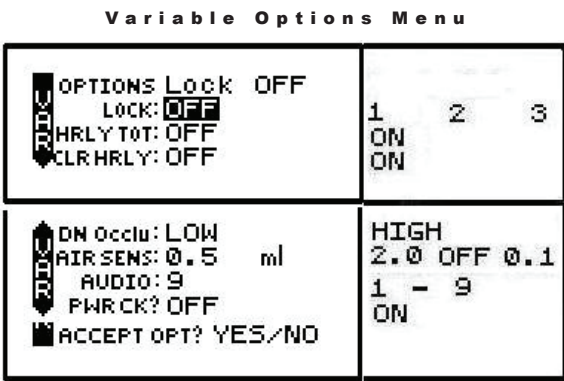 Variable Options Menu
OPTIONS Lock OFF
LOCK: OFF 1 2 3
HRLY TOT: OFF ON
CLR HRLY: OFF ON
VAR
DN Occlu: LOW HIGH
AIR SENS: 0.5 ml 2.0 OFF 0.1
AUDIO: 9 1 - 9
PWR CK? OFF ON
VAR
ACCEPT OPT? YES/NO